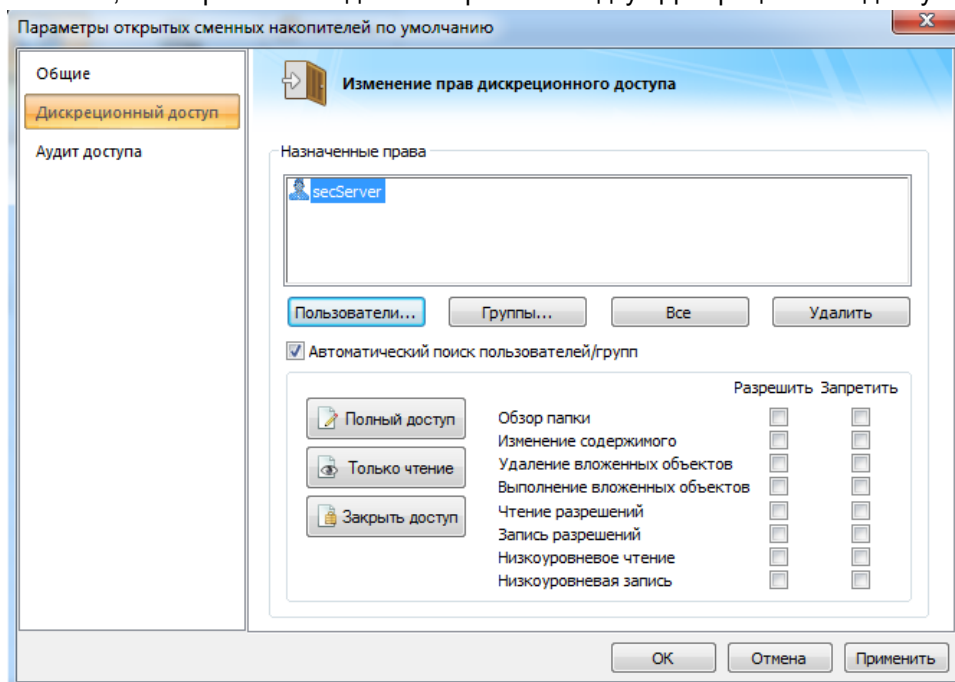 Параметры открытых сменных накопителей по умолчанию
Общие
Дискреционный доступ
Аудит доступа
Изменение прав дискреционного доступа
Назначенные права
secServer
Пользователи... Группы... Все Удалить
Автоматический поиск пользователей/групп
Разрешить Запретить
Полный доступ
Только чтение
Закрыть доступ
Обзор папки
Изменение содержимого
Удаление вложенных объектов
Выполнение вложенных объектов
Чтение разрешений
Запись разрешений
Низкоуровневое чтение
Низкоуровневая запись
ОК Отмена Применить